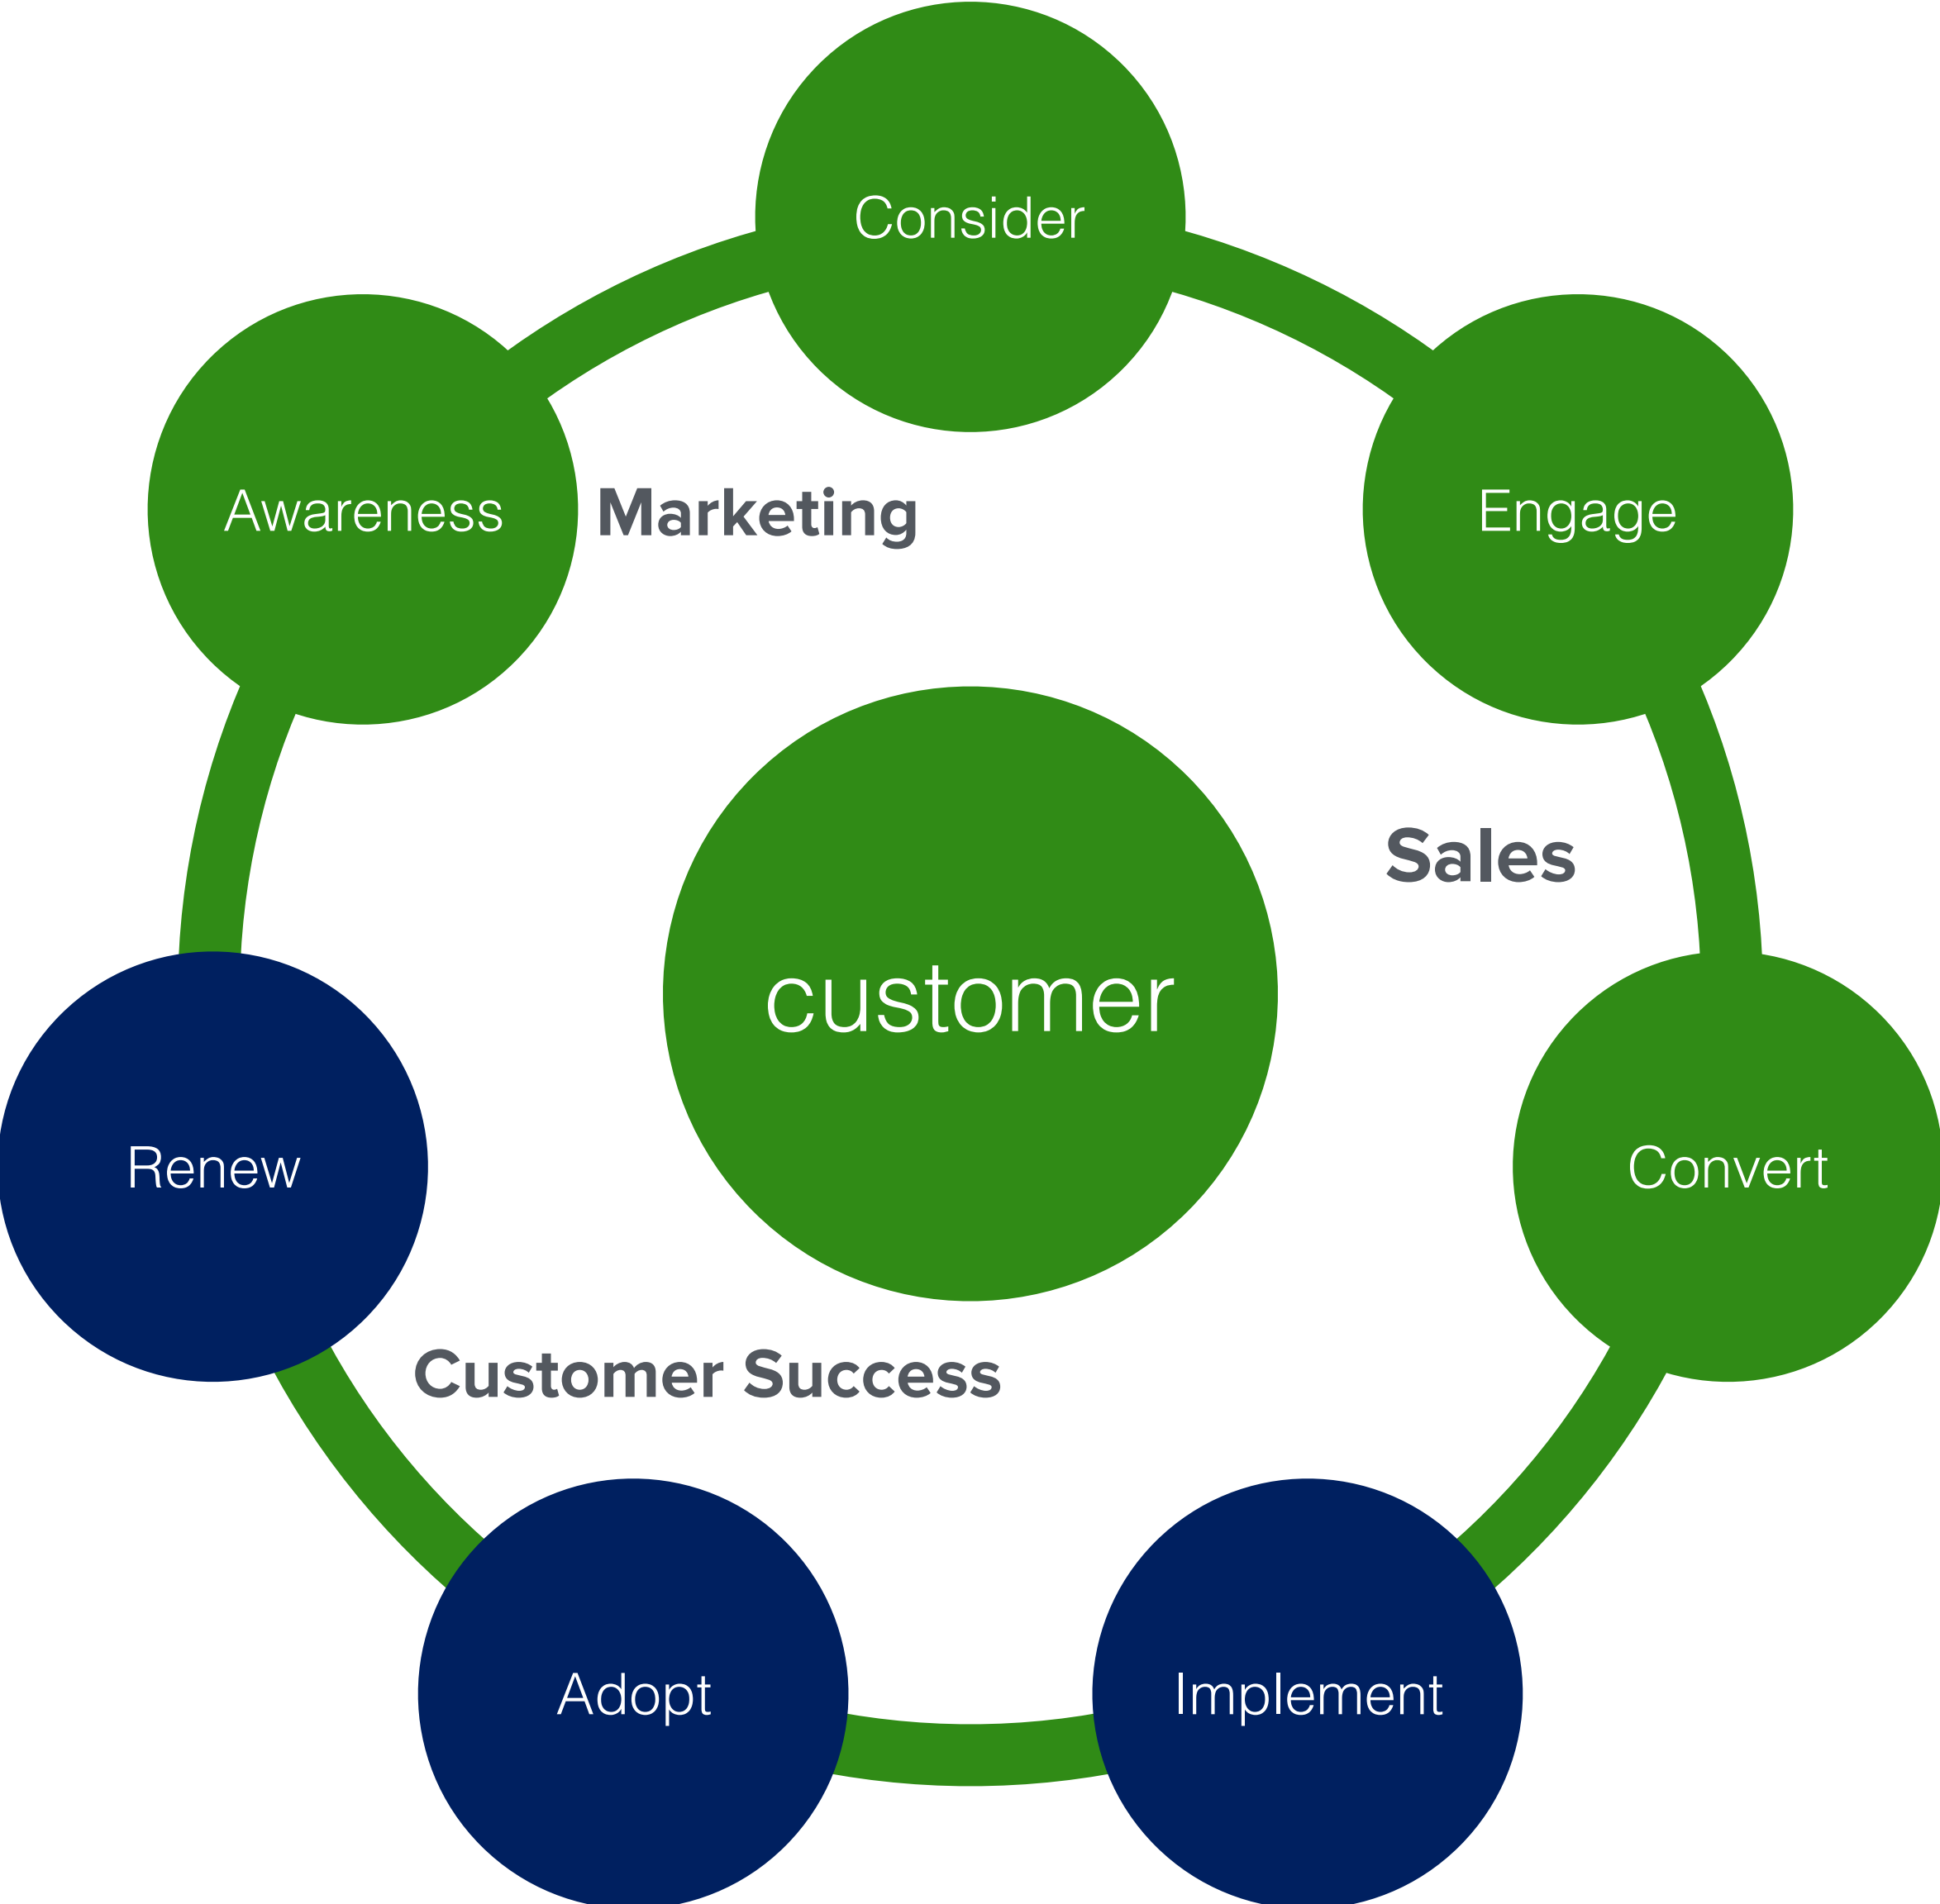 Consider
Awareness
Marketing
Engage
Sales
customer
Renew
Convert
Customer Success
Adopt
Implement